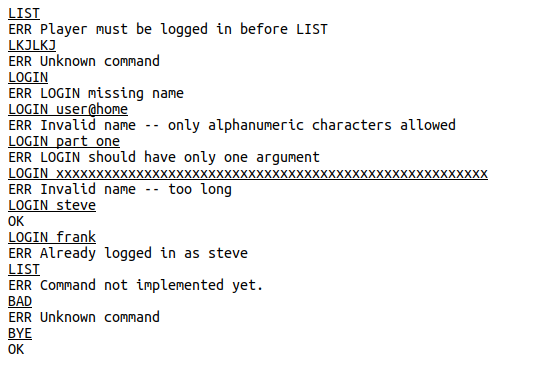 LIST
ERR Player must be logged in before LIST
LKJLKJ
ERR Unknown command
LOGIN
ERR LOGIN missing name
LOGIN user@home
ERR Invalid name -- only alphanumeric characters allowed
LOGIN part one
ERR LOGIN should have only one argument
LOGIN xxxxxxxxxxxxxxxxxxxxxxxxxxxxxxxxxxxxxxxxxxxxxxxxxxxxxx
ERR Invalid name -- too long
LOGIN steve
OK
LOGIN frank
ERR Already logged in as steve
LIST
ERR Command not implemented yet.
BAD
ERR Unknown command
BYE
OK